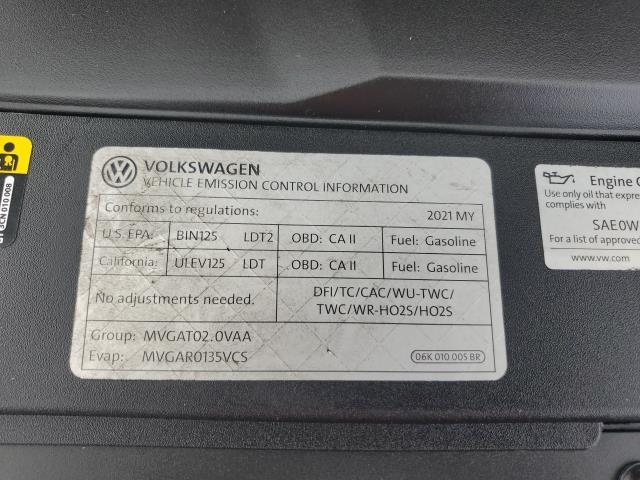 VOLKSWAGEN
VEHICLE EMISSION CONTROL INFORMATION
Conforms to regulations: 2021 MY
U.S. EPA: BIN125 LDT2 OBD: CA II Fuel: Gasoline
California: ULEV125 LDT OBD: CA II Fuel: Gasoline
No adjustments needed. DFI/TC/CAC/WU-TWC/
TWC/WR-HO2S/HO2S
Group: MVGAT02.0VAA
Evap: MVGAR0135VCS
06K 010 005 BR
3CN 010 008
Engine
Use only oil that
complies with
SAE0W
For a list of approved
www.vw.com